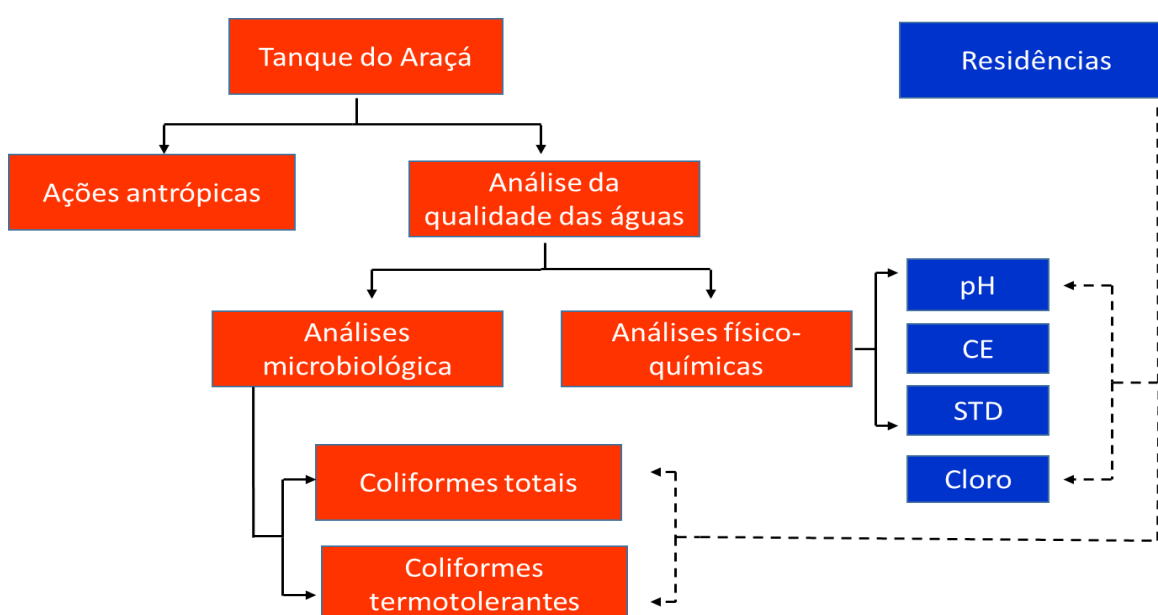 Tanque do Araçá
Residências
Ações antrópicas
Análise da
qualidade das águas
Análises
microbiológica
Análises físico-
químicas
pH
CE
STD
Cloro
Coliformes totais
Coliformes
termotolerantes